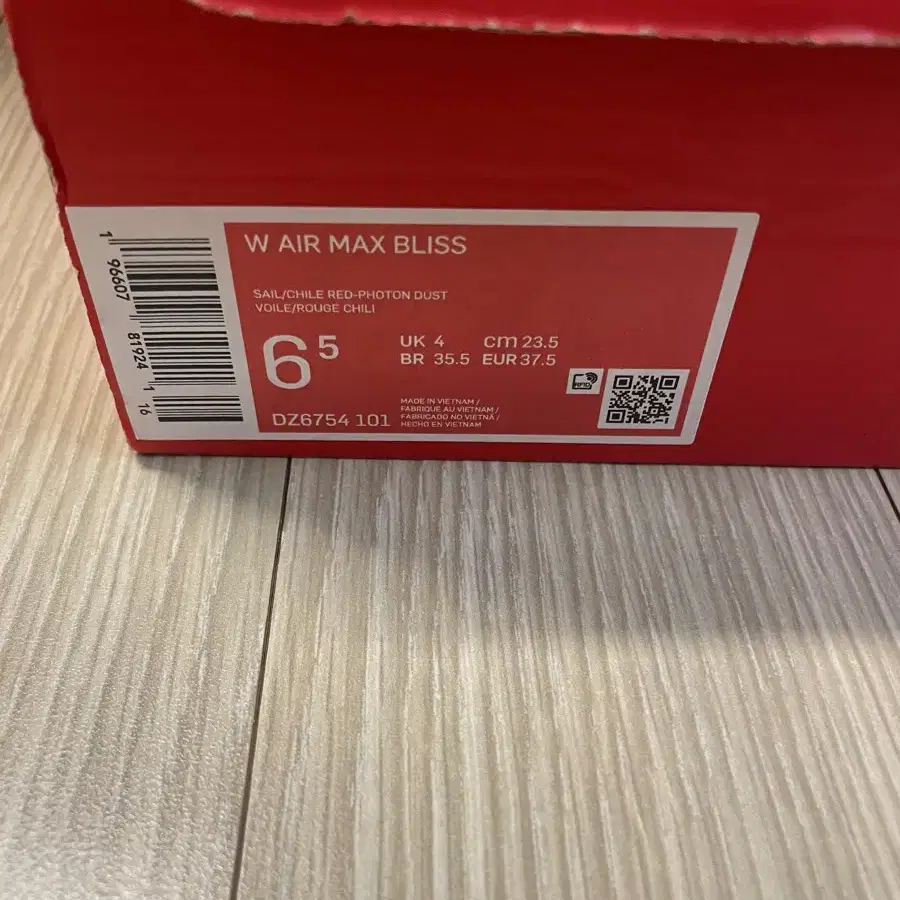 W AIR MAX BLISS
SAIL/CHILE RED-PHOTON DUST
VOILE/ROUGE CHILI
6 5
UK 4 cm 23.5
BR 35.5 EUR 37.5
DZ6754 101
MADE IN VIETNAM /
FABRIQUÉ AU VIETNAM /
FABRICADO NO VIETNÃ /
HECHO EN VIETNAM
RFID
1 96607 81924 1 16